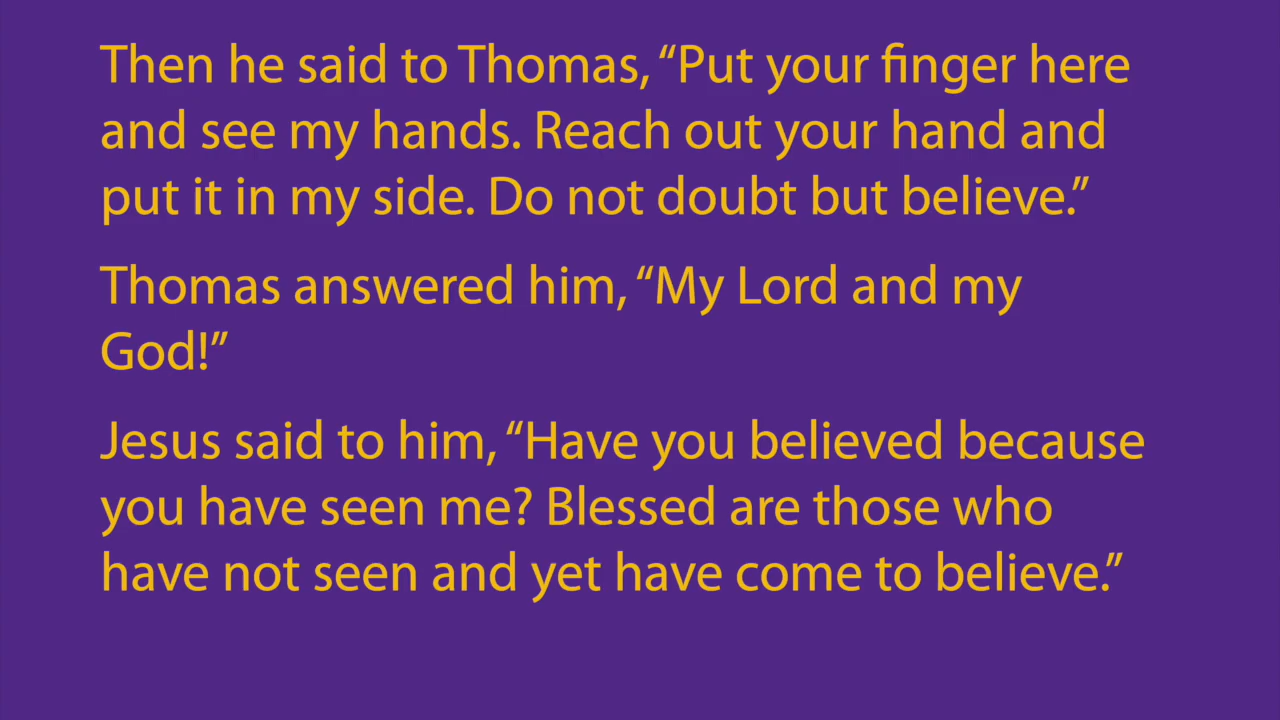 Then he said to Thomas, “Put your finger here
and see my hands. Reach out your hand and
put it in my side. Do not doubt but believe.”
Thomas answered him, “My Lord and my
God!”
Jesus said to him, “Have you believed because
you have seen me? Blessed are those who
have not seen and yet have come to believe.”